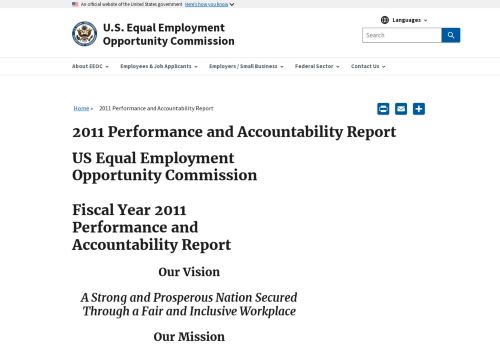 An official website of the United States government Here's how you know
Languages
U.S. Equal Employment
Opportunity Commission
Search
About EEOC Employees & Job Applicants Employers / Small Business Federal Sector Contact Us
Home » 2011 Performance and Accountability Report
2011 Performance and Accountability Report
US Equal Employment
Opportunity Commission
Fiscal Year 2011
Performance and
Accountability Report
Our Vision
A Strong and Prosperous Nation Secured
Through a Fair and Inclusive Workplace
Our Mission